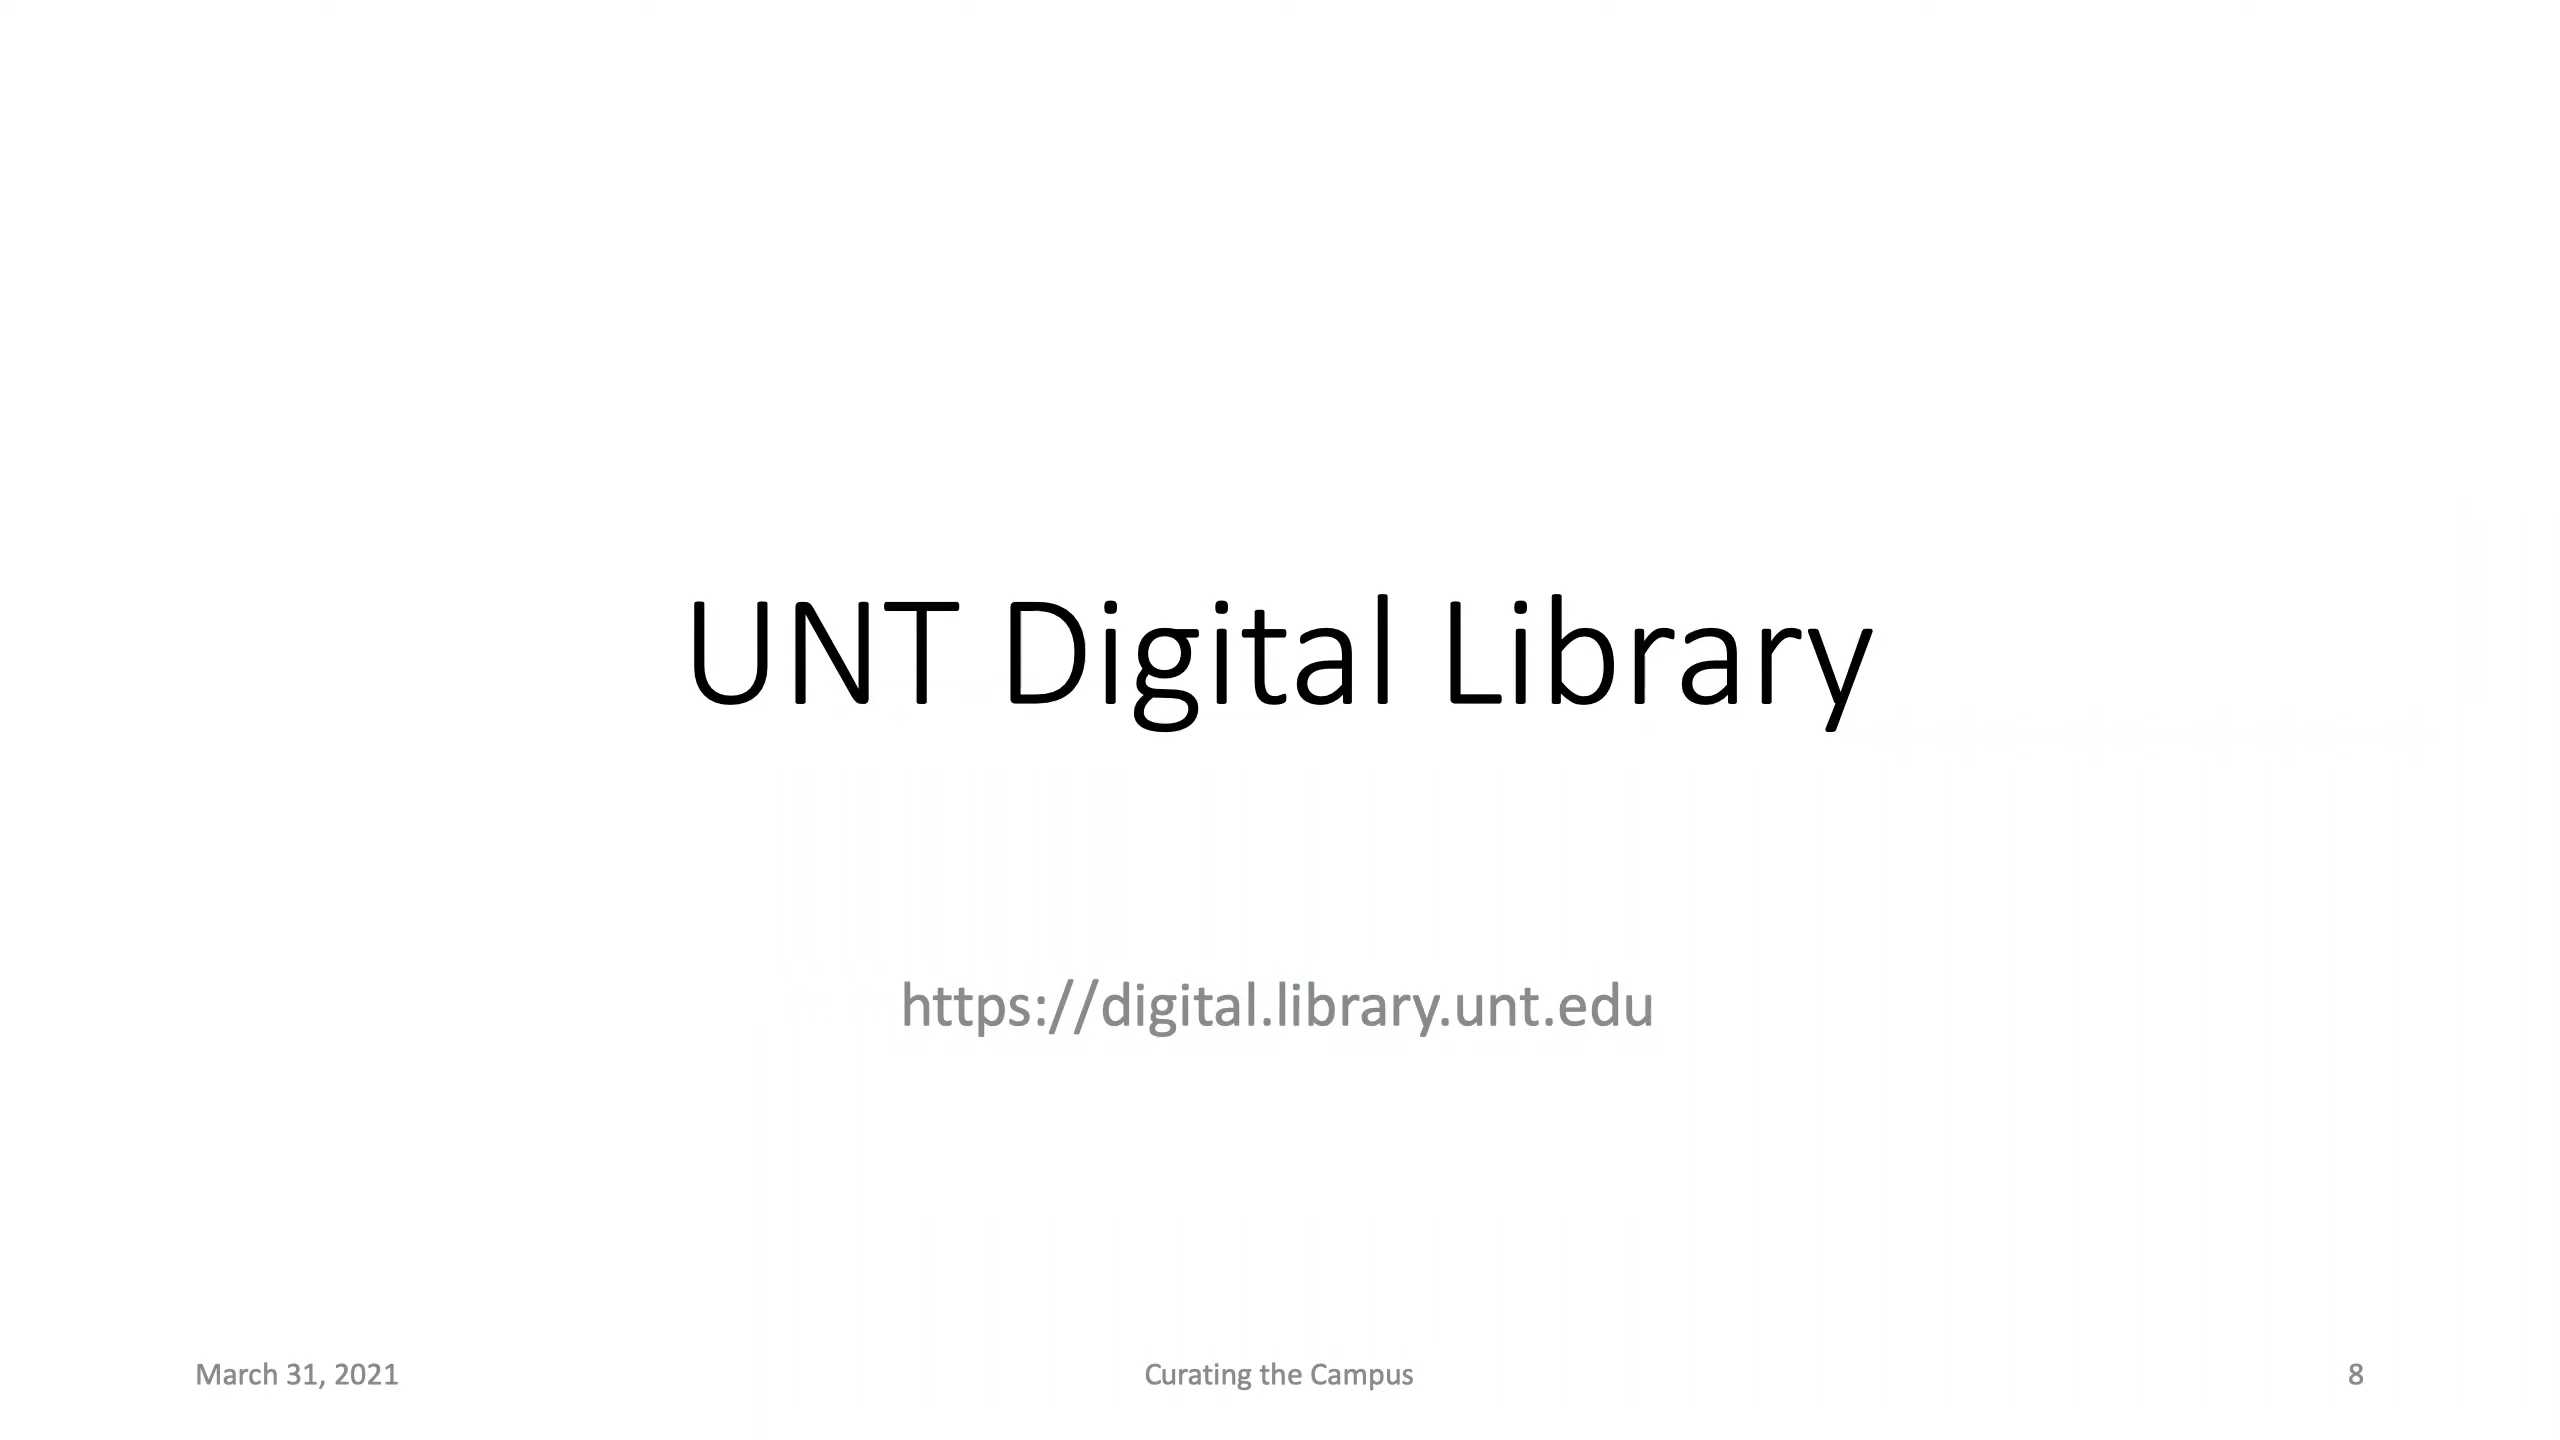 UNT Digital Library
https://digital.library.unt.edu
March 31, 2021
Curating the Campus
8